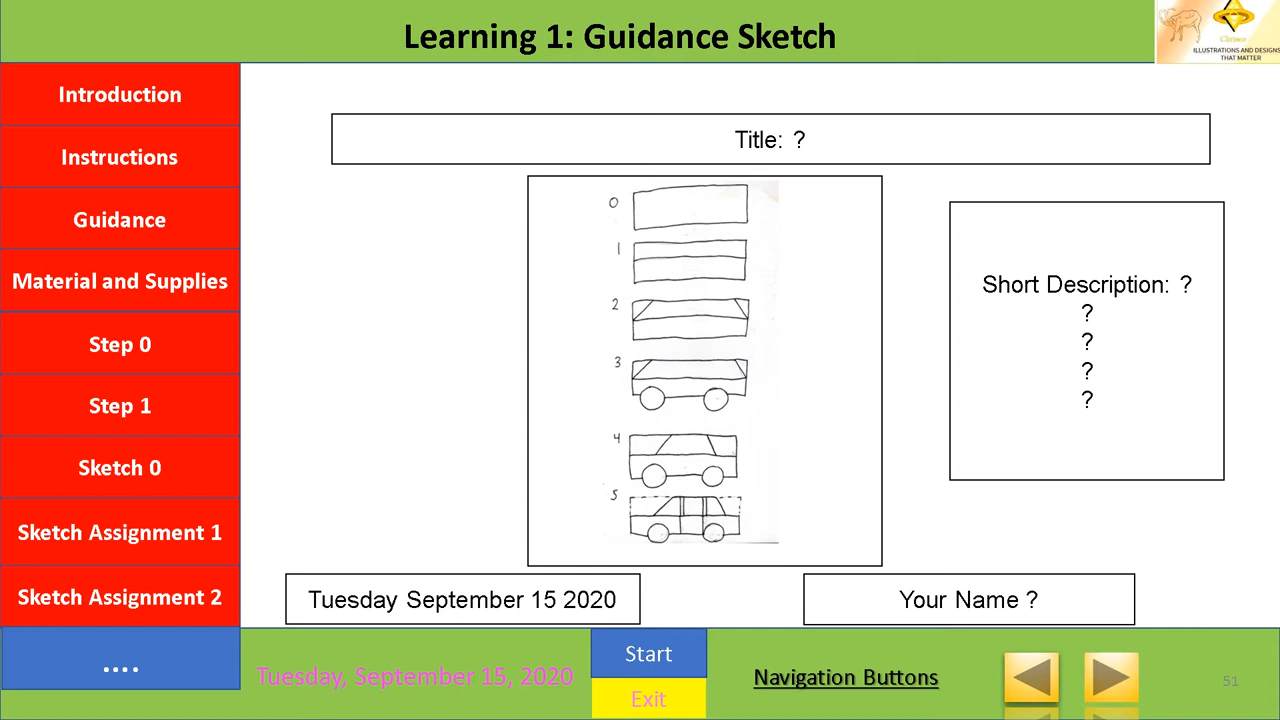 Learning 1: Guidance Sketch
Chrisco
ILLUSTRATIONS AND DESIGNS
THAT MATTER
Introduction
Instructions
Guidance
Material and Supplies
Step 0
Step 1
Sketch 0
Sketch Assignment 1
Sketch Assignment 2
....
Title: ?
0
1
2
3
4
5
Short Description: ?
?
?
?
?
Tuesday September 15 2020
Your Name ?
Tuesday, September 15, 2020
Start
Exit
Navigation Buttons
51